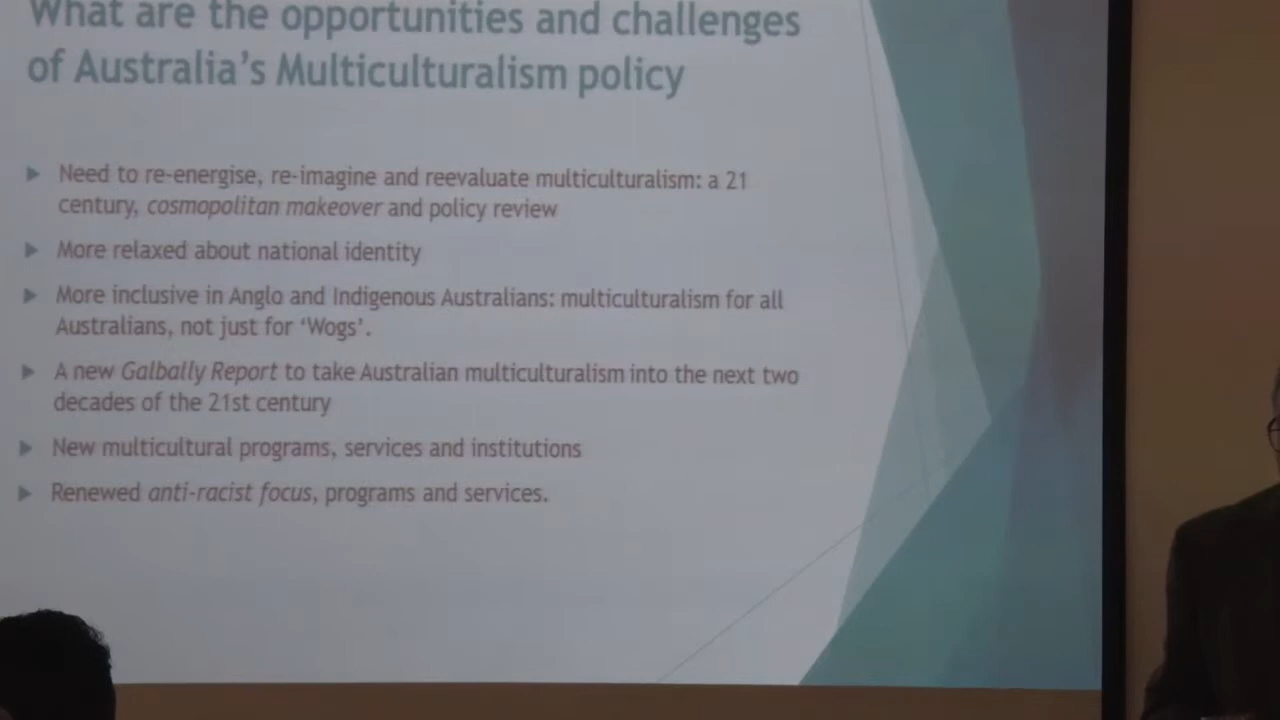 What are the opportunities and challenges
of Australia's Multiculturalism policy
Need to re-energise, re-imagine and reevaluate multiculturalism: a 21
century, cosmopolitan makeover and policy review
More relaxed about national identity
More inclusive in Anglo and Indigenous Australians: multiculturalism for all
Australians, not just for ‘Wogs’.
A new Galbally Report to take Australian multiculturalism into the next two
decades of the 21st century
New multicultural programs, services and institutions
Renewed anti-racist focus, programs and services.